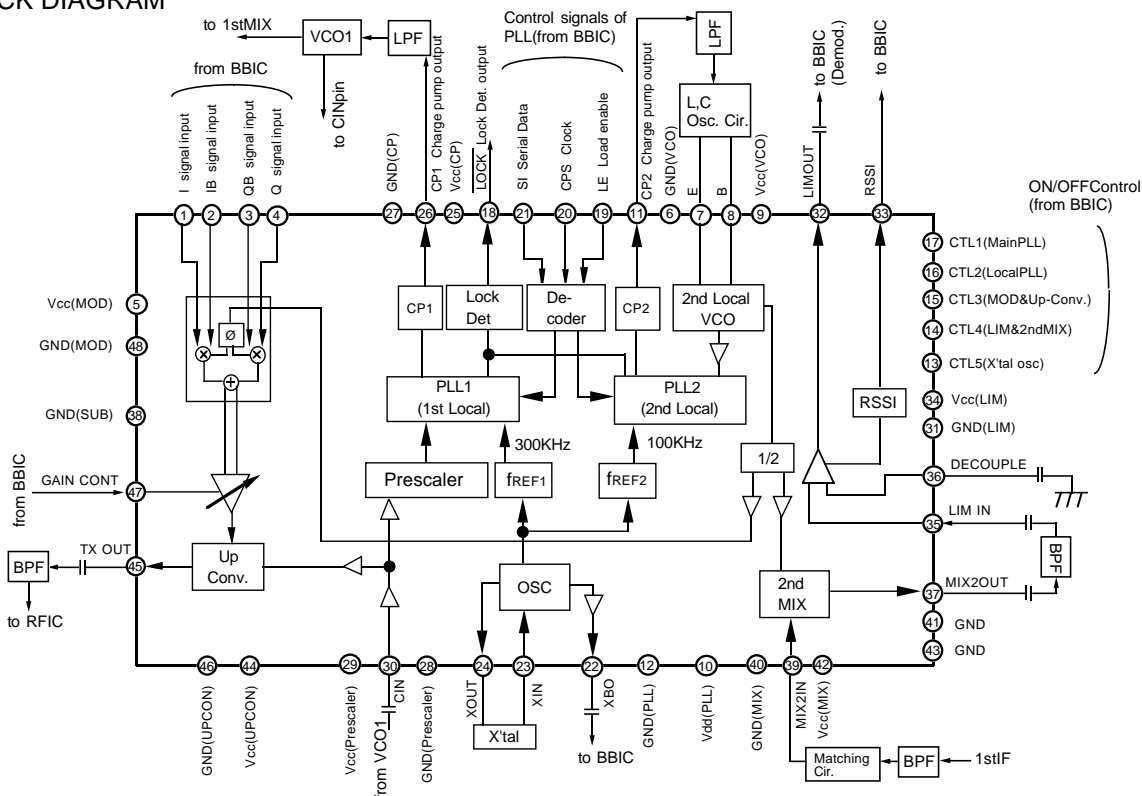 CK DIAGRAM
to 1stMIX
VCO1
LPF
from BBIC
to CINpin
Control signals of
PLL(from BBIC)
LPF
L,C
Osc. Cir.
to BBIC
(Demod.)
to BBIC
I signal input
IB signal input
QB signal input
Q signal input
GND(CP)
CP1 Charge pump output
Vcc(CP)
LOCK Lock Det. output
SI Serial Data
CPS Clock
LE Load enable
CP2 Charge pump output
GND(VCO)
E
B
Vcc(VCO)
LIMOUT
RSSI
ON/OFFControl
(from BBIC)
1
2
3
4
27
26
25
18
21
20
19
11
6
7
8
9
32
33
17 CTL1(MainPLL)
16 CTL2(LocalPLL)
15 CTL3(MOD&Up-Conv.)
14 CTL4(LIM&2ndMIX)
13 CTL5(X'tal osc)
34 Vcc(LIM)
31 GND(LIM)
36 DECOUPLE
35 LIM IN
BPF
37 MIX2OUT
41 GND
43 GND
Vcc(MOD) 5
GND(MOD) 48
GND(SUB) 38
from BBIC
GAIN CONT 47
TX OUT 45
BPF
to RFIC
Ø
×
×
+
CP1
Lock
Det
De-
coder
CP2
2nd Local
VCO
PLL1
(1st Local)
PLL2
(2nd Local)
RSSI
300KHz
100KHz
1/2
Prescaler
fREF1
fREF2
Up
Conv.
OSC
2nd
MIX
46
44
29
30
28
24
23
22
12
10
40
39
42
GND(UPCON)
Vcc(UPCON)
Vcc(Prescaler)
CIN
from VCO1
GND(Prescaler)
XOUT
XIN
X'tal
XBO
to BBIC
GND(PLL)
Vdd(PLL)
GND(MIX)
MIX2IN
Vcc(MIX)
Matching
Cir.
BPF
1stIF